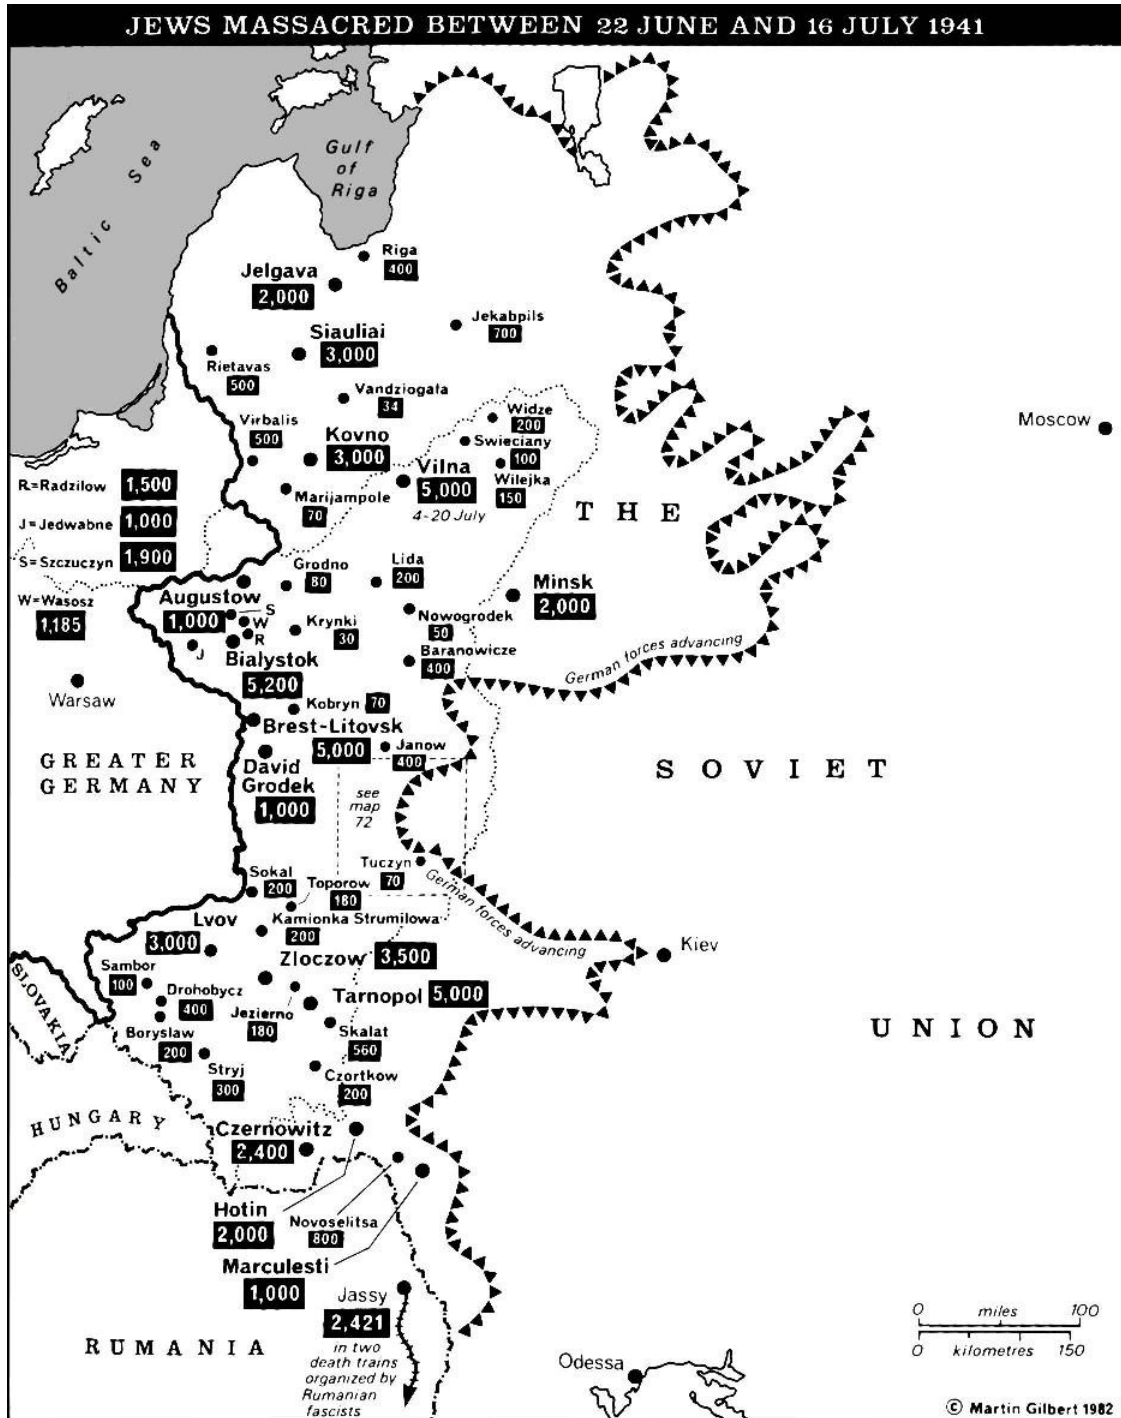 JEWS MASSACRED BETWEEN 22 JUNE AND 16 JULY 1941
Baltic Sea
Gulf
of
Riga
Riga
400
Jelgava
2,000
Jekabpils
700
Siauliai
3,000
Rietavas
500
Vandziogala
34
Virbalis
500
Kovno
3,000
Widze
200
Swieciany
100
Wilejka
150
Vilna
5,000
4-20 July
Marijampole
70
Moscow
R=Radzilow 1,500
J=Jedwabne 1,000
S=Szczuczyn 1,900
W=Wasosz
1,185
THE
Grodno
80
Lida
200
Minsk
2,000
Augustow
1,000
S
W
R
J
Krynki
30
Nowogrodek
50
Baranowicze
400
Bialystok
5,200
German forces advancing
Warsaw
Kobryn 70
Brest-Litovsk
5,000
Janow
400
GREATER
GERMANY
David
Grodek
1,000
see
map
72
SOVIET
Tuczyn
70
German forces advancing
Sokal
200
Toporow
180
Kamionka Strumilowa
200
Lvov
3,000
Kiev
Zloczow 3,500
Sambor
100
Drohobycz
400
Jezierno
180
Tarnopol 5,000
SLOVAKIA
Boryslaw
200
Skalat
560
Stryj
300
Czortkow
200
UNION
HUNGARY
Czernowitz
2,400
Hotin
2,000
Novoselitsa
800
Marculesti
1,000
Jassy
2,421
in two
death trains
organized by
Rumanian
fascists
RUMANIA
Odessa
0 miles 100
0 kilometres 150
© Martin Gilbert 1982